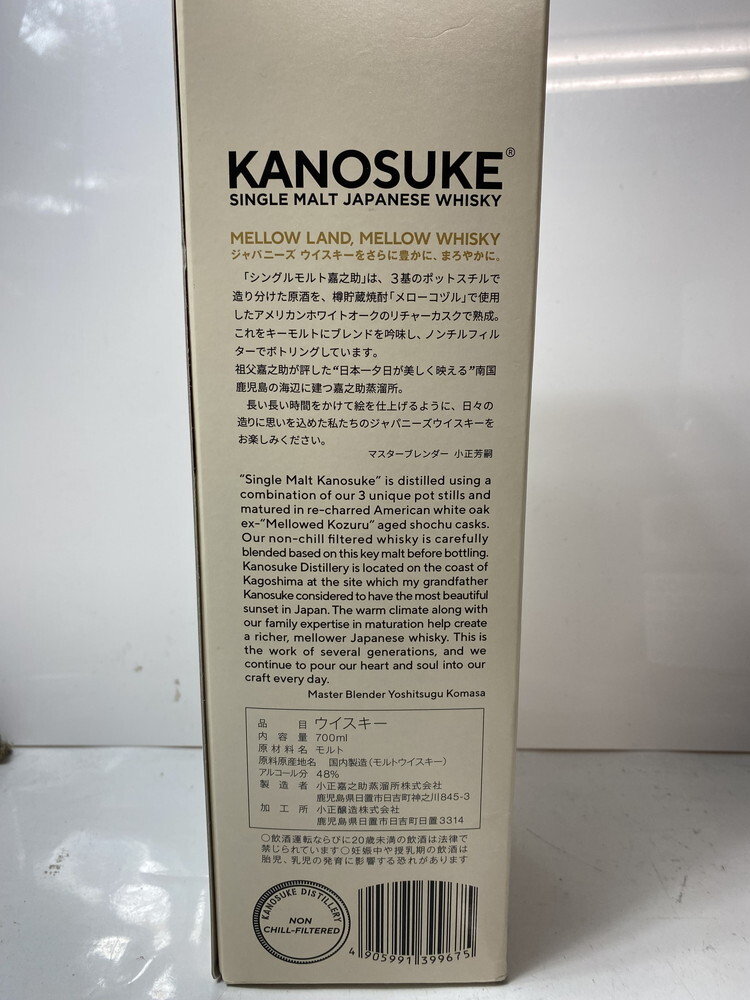 KANOSUKE®
SINGLE MALT JAPANESE WHISKY
MELLOW LAND, MELLOW WHISKY
ジャパニーズ ウイスキーをさらに豊かに、まろやかに。
「シングルモルト嘉之助」は、3基のポットスチルで
造り分けた原酒を、樽貯蔵焼酎「メローコヅル」で使用
したアメリカンホワイトオークのリチャーカスクで熟成。
これをキーモルトにブレンドを吟味し、ノンチルフィル
ターでボトリングしています。
祖父嘉之助が評した“日本一夕日が美しく映える”南国
鹿児島の海辺に建つ嘉之助蒸溜所。
長い長い時間をかけて絵を仕上げるように、日々の
造りに思いを込めた私たちのジャパニーズウイスキーを
お楽しみください。
マスターブレンダー 小正芳嗣
“Single Malt Kanosuke” is distilled using a
combination of our 3 unique pot stills and
matured in re-charred American white oak
ex-“Mellowed Kozuru” aged shochu casks.
Our non-chill filtered whisky is carefully
blended based on this key malt before bottling.
Kanosuke Distillery is located on the coast of
Kagoshima at the site which my grandfather
Kanosuke considered to have the most beautiful
sunset in Japan. The warm climate along with
our family expertise in maturation help create
a richer, mellower Japanese whisky. This is
the work of several generations, and we
continue to pour our heart and soul into our
craft every day.
Master Blender Yoshitsugu Komasa
品目 ウイスキー
内容量 700ml
原材料名 モルト
原料原産地名 国内製造（モルトウイスキー）
アルコール分 48%
製造者 小正嘉之助蒸溜所株式会社
鹿児島県日置市日吉町神之川845-3
加工所 小正醸造株式会社
鹿児島県日置市日吉町日置3314
○飲酒運転ならびに20歳未満の飲酒は法律で
禁じられています○妊娠中や授乳期の飲酒は
胎児、乳児の発育に影響する恐れがあります
KANOSUKE DISTILLERY
NON
CHILL-FILTERED
4 905991 399675